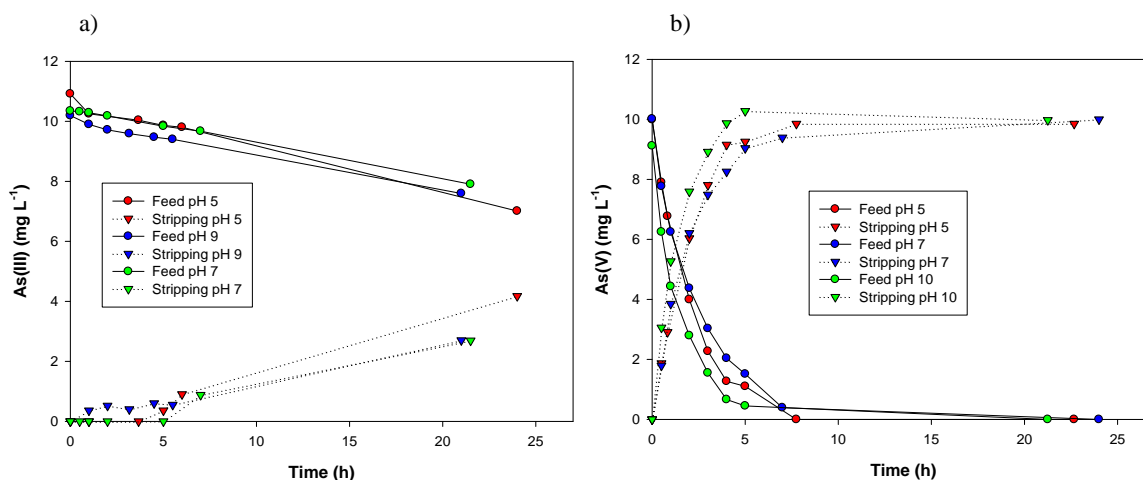 a)
12
10
8
6
4
2
0
As(III) (mg L-1)
Feed pH 5
Stripping pH 5
Feed pH 9
Stripping pH 9
Feed pH 7
Stripping pH 7
0 5 10 15 20 25
Time (h)
b)
12
10
8
6
4
2
0
As(V) (mg L-1)
Feed pH 5
Stripping pH 5
Feed pH 7
Stripping pH 7
Feed pH 10
Stripping pH 10
0 5 10 15 20 25
Time (h)